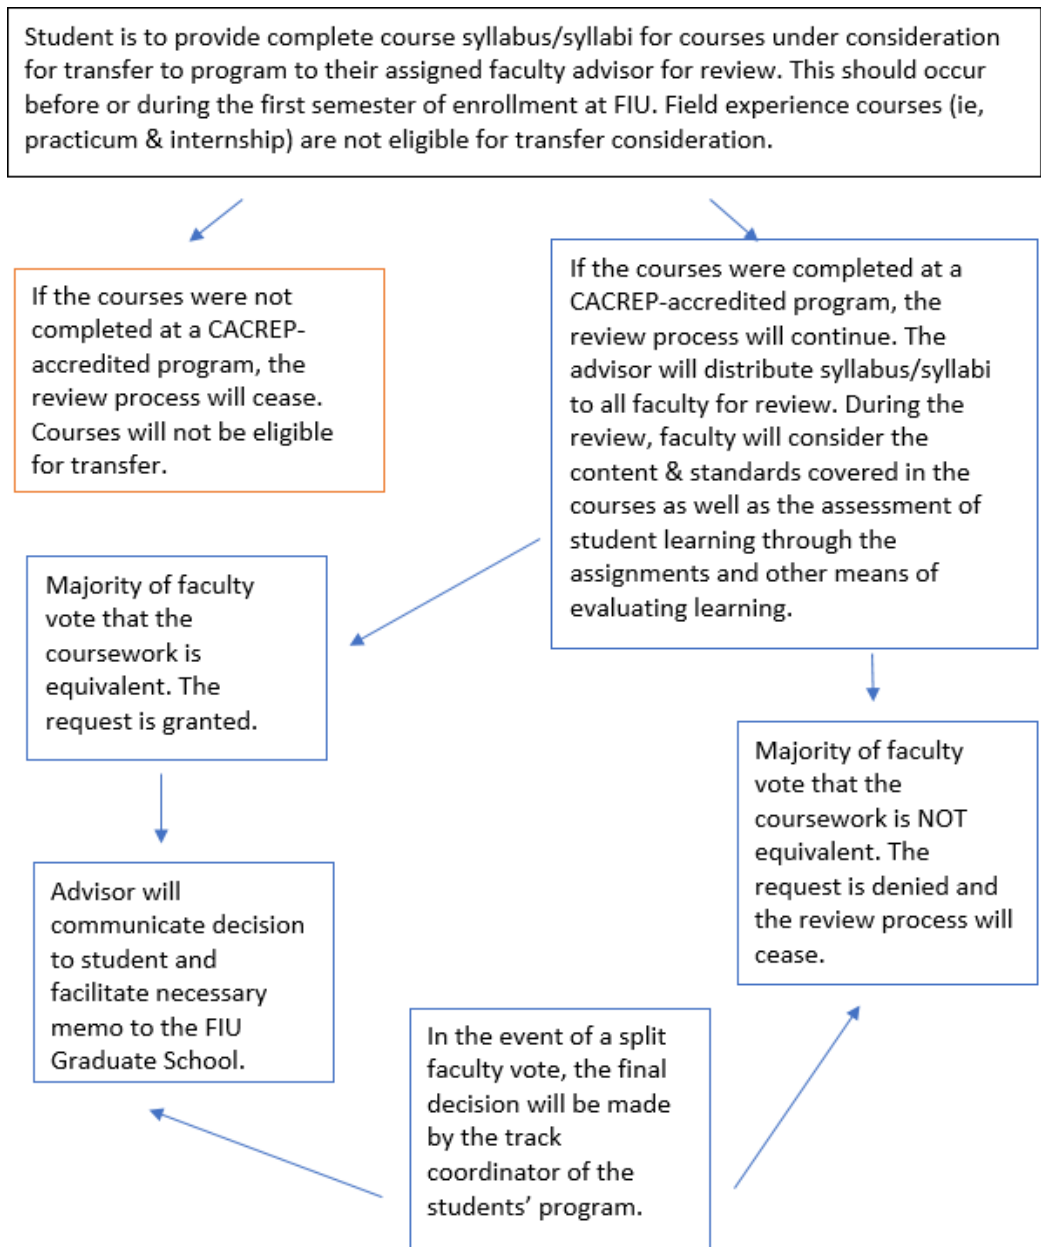 Student is to provide complete course syllabus/syllabi for courses under consideration
for transfer to program to their assigned faculty advisor for review. This should occur
before or during the first semester of enrollment at FIU. Field experience courses (ie,
practicum & internship) are not eligible for transfer consideration.
If the courses were not
completed at a CACREP-
accredited program, the
review process will cease.
Courses will not be eligible
for transfer.
If the courses were completed at a
CACREP-accredited program, the
review process will continue. The
advisor will distribute syllabus/syllabi
to all faculty for review. During the
review, faculty will consider the
content & standards covered in the
courses as well as the assessment of
student learning through the
assignments and other means of
evaluating learning.
Majority of faculty
vote that the
coursework is
equivalent. The
request is granted.
Majority of faculty
vote that the
coursework is NOT
equivalent. The
request is denied and
the review process will
cease.
Advisor will
communicate decision
to student and
facilitate necessary
memo to the FIU
Graduate School.
In the event of a split
faculty vote, the final
decision will be made
by the track
coordinator of the
students’ program.